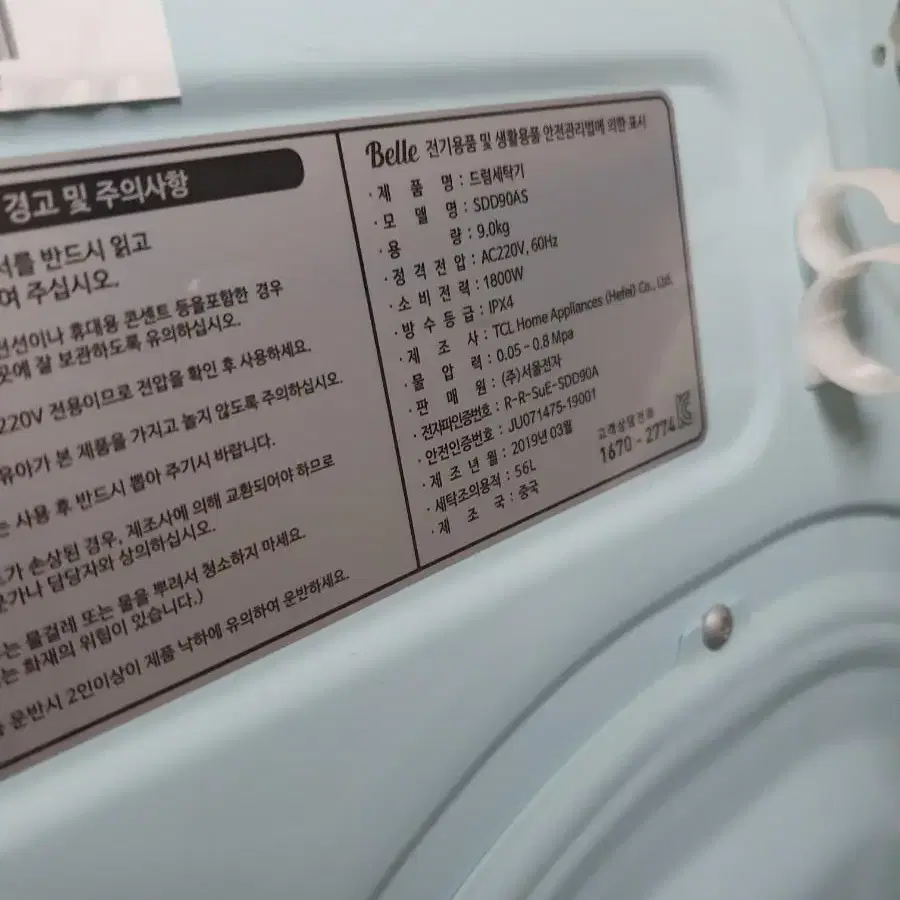 경고 및 주의사항
서를 반드시 읽고
여 주십시오.
전선이나 휴대용 콘센트 등을포함한 경우
곳에 잘 보관하도록 유의하십시오.
220V 전용이므로 전압을 확인 후 사용하세요.
유아가 본 제품을 가지고 놀지 않도록 주의하십시오.
는 사용 후 반드시 뽑아 주기시 바랍니다.
가 손상된 경우, 제조사에 의해 교환되어야 하므로
문가나 담당자와 상의하십시오.
는 물걸레 또는 물을 뿌려서 청소하지 마세요.
는 화재의 위험이 있습니다.)
운반시 2인이상이 제품 낙하에 유의하여 운반하세요.
Belle 전기용품 및 생활용품 안전관리법에 의한 표시
· 제 품 명 : 드럼세탁기
· 모 델 명 : SDD90AS
· 용 량 : 9.0kg
· 정 격 전 압 : AC220V, 60Hz
· 소 비 전 력 : 1800W
· 방 수 등 급 : IPX4
· 제 조 사 : TCL Home Appliances (Hefei) Co., Ltd.
· 물 압 력 : 0.05 - 0.8 Mpa
· 판 매 원 : (주)서울전자
· 전자파인증번호 : R-R-SuE-SDD90A
· 안전인증번호 : JU071475-19001
· 제 조 년 월 : 2019년 03월
· 세탁조의용적 : 56L
· 제 조 국 : 중국
고객상담전화
1670 - 2774